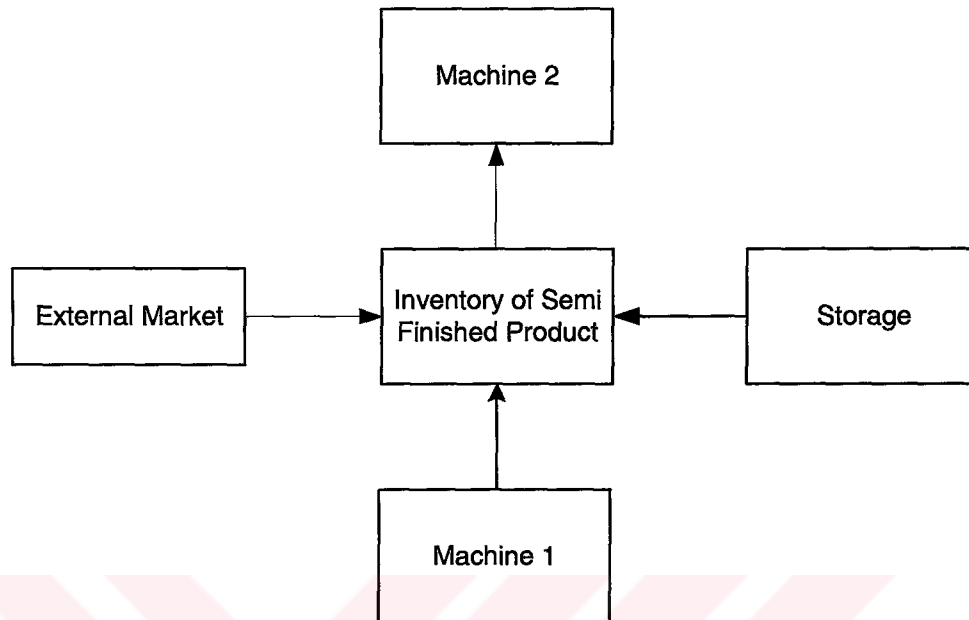 Machine 2
External Market
Inventory of Semi
Finished Product
Storage
Machine 1